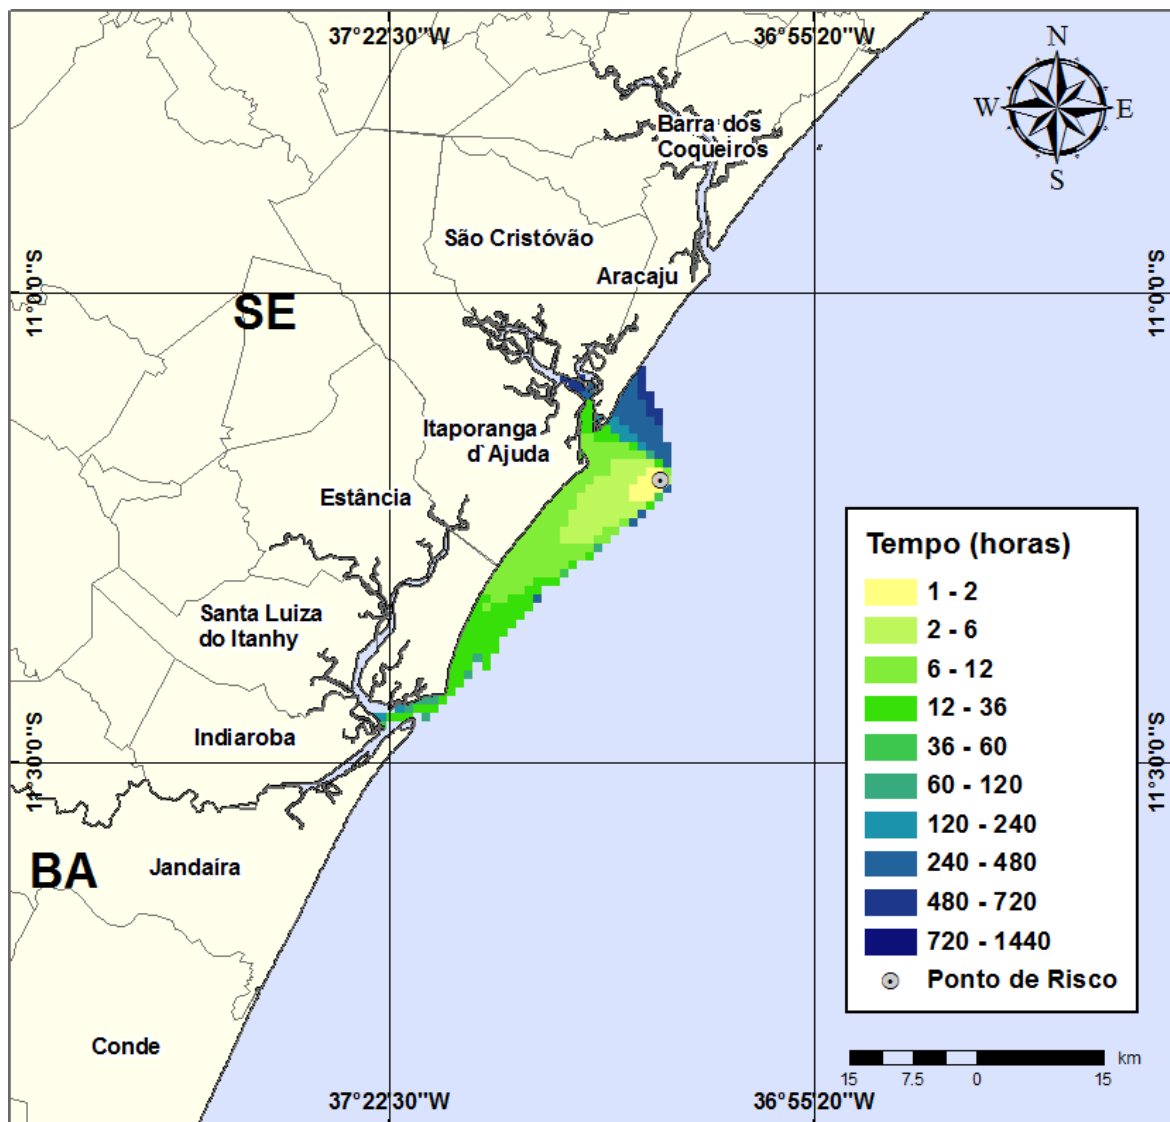 37°22'30"W
36°55'20"W
N
W
E
S
Barra dos
Coqueiros
São Cristóvão
Aracaju
11°0'0"S
11°0'0"S
SE
Itaporanga
d`Ajuda
Estância
Santa Luiza
do Itanhy
Indiaroba
11°30'0"S
11°30'0"S
BA
Jandaíra
Conde
Tempo (horas)
1 - 2
2 - 6
6 - 12
12 - 36
36 - 60
60 - 120
120 - 240
240 - 480
480 - 720
720 - 1440
Ponto de Risco
km
15 7.5 0 15
37°22'30"W
36°55'20"W